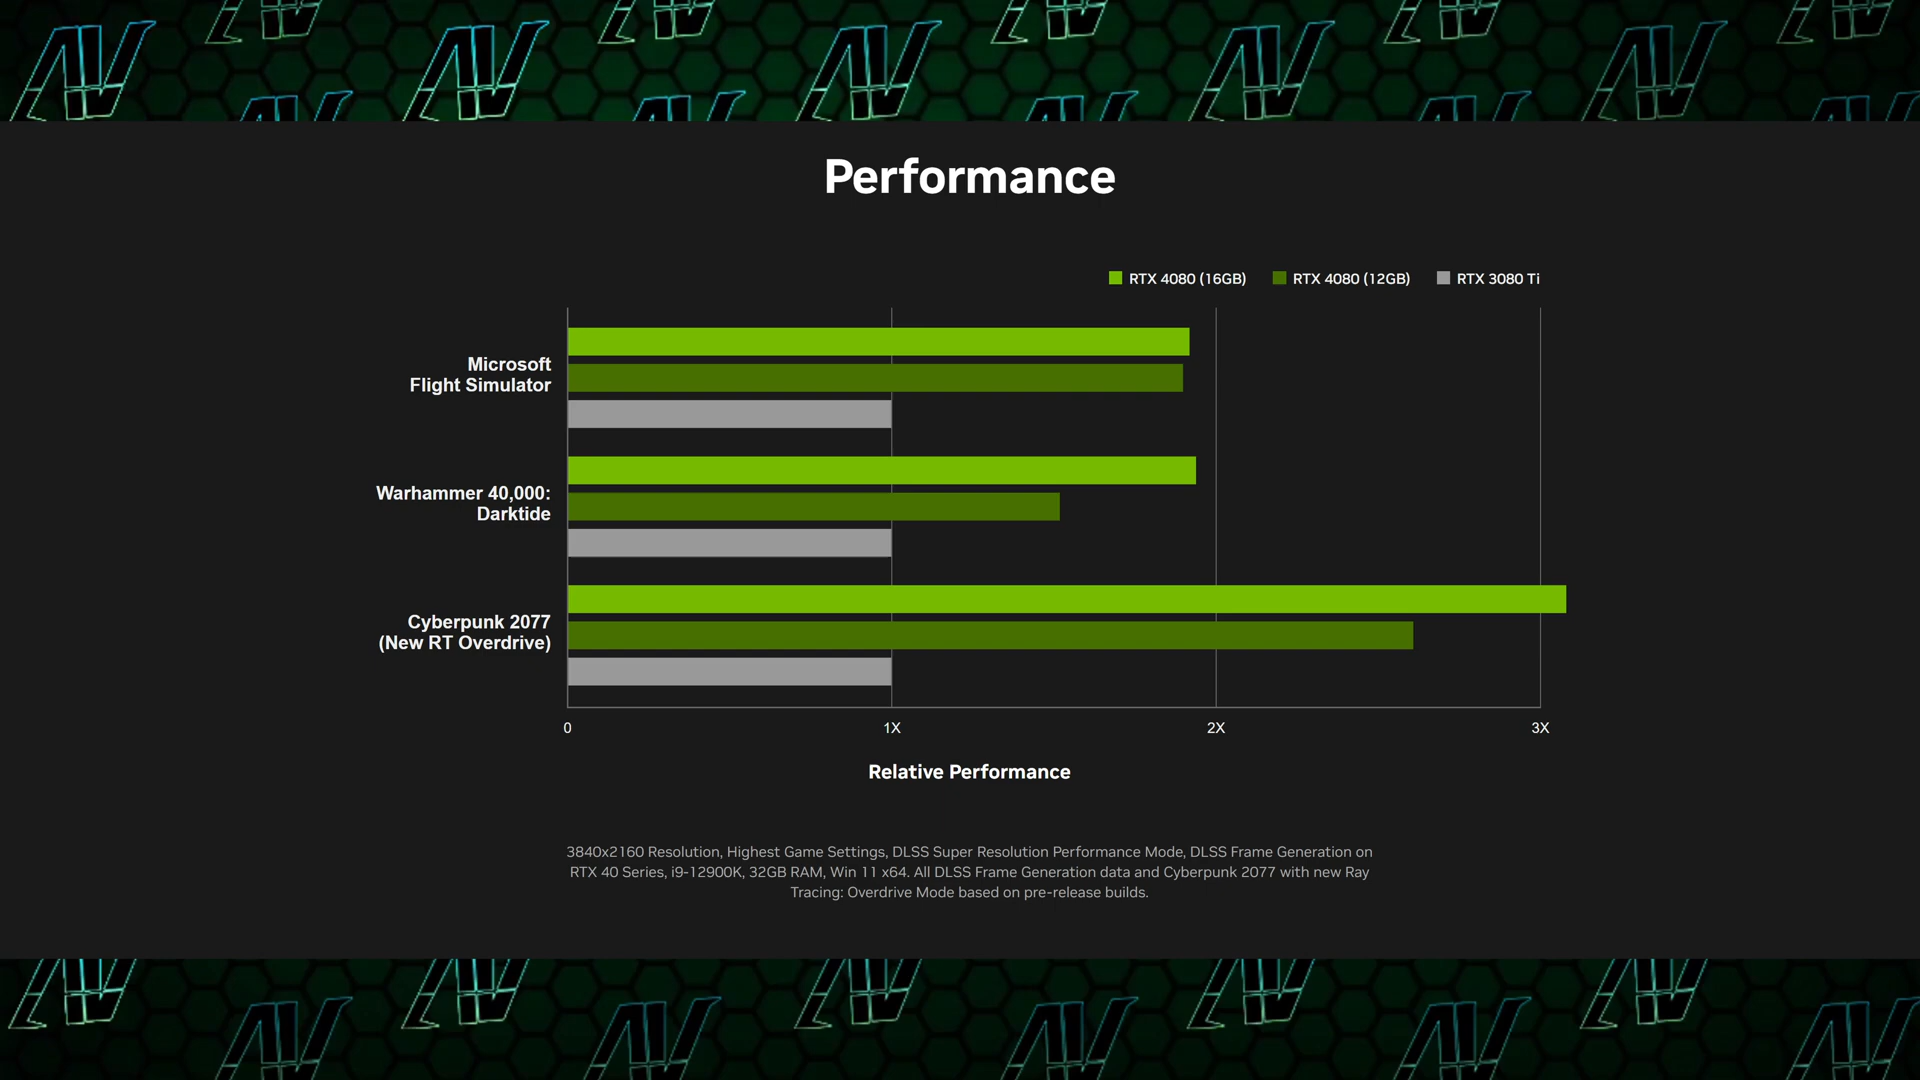 Performance
RTX 4080 (16GB) RTX 4080 (12GB) RTX 3080 Ti
Microsoft
Flight Simulator
Warhammer 40,000:
Darktide
Cyberpunk 2077
(New RT Overdrive)
0 1X 2X 3X
Relative Performance
3840x2160 Resolution, Highest Game Settings, DLSS Super Resolution Performance Mode, DLSS Frame Generation on
RTX 40 Series, i9-12900K, 32GB RAM, Win 11 x64. All DLSS Frame Generation data and Cyberpunk 2077 with new Ray
Tracing: Overdrive Mode based on pre-release builds.